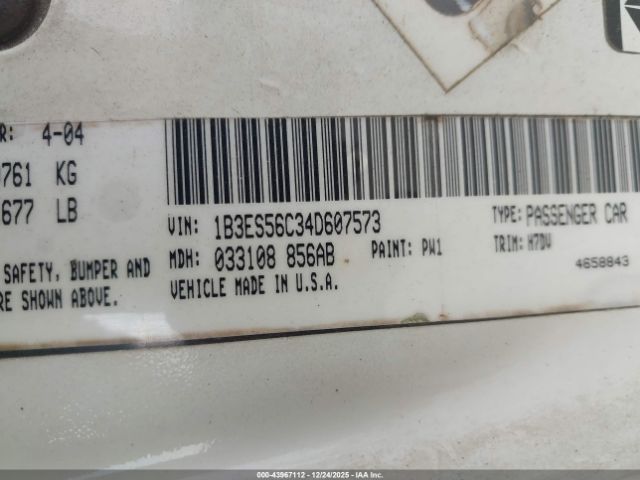 R: 4-04
761 KG
677 LB
SAFETY, BUMPER AND
RE SHOWN ABOVE.
VIN: 1B3ES56C34D607573
MDH: 033108 856AB
PAINT: PW1
VEHICLE MADE IN U.S.A.
TYPE: PASSENGER CAR
TRIM: H7DV
4658843
000-43967112 - 12/24/2025 - IAA Inc.